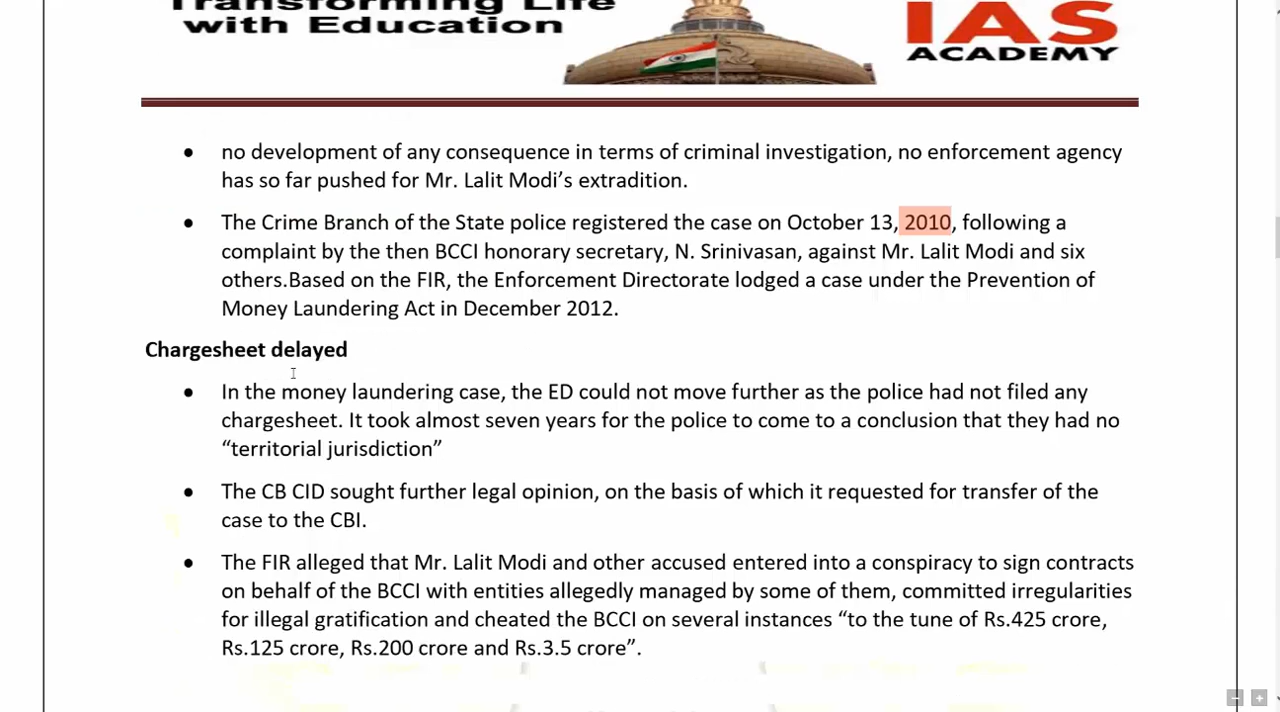 Transforming Life
with Education
IAS
ACADEMY
• no development of any consequence in terms of criminal investigation, no enforcement agency
has so far pushed for Mr. Lalit Modi’s extradition.
• The Crime Branch of the State police registered the case on October 13, 2010, following a
complaint by the then BCCI honorary secretary, N. Srinivasan, against Mr. Lalit Modi and six
others.Based on the FIR, the Enforcement Directorate lodged a case under the Prevention of
Money Laundering Act in December 2012.
Chargesheet delayed
• In the money laundering case, the ED could not move further as the police had not filed any
chargesheet. It took almost seven years for the police to come to a conclusion that they had no
“territorial jurisdiction”
• The CB CID sought further legal opinion, on the basis of which it requested for transfer of the
case to the CBI.
• The FIR alleged that Mr. Lalit Modi and other accused entered into a conspiracy to sign contracts
on behalf of the BCCI with entities allegedly managed by some of them, committed irregularities
for illegal gratification and cheated the BCCI on several instances “to the tune of Rs.425 crore,
Rs.125 crore, Rs.200 crore and Rs.3.5 crore”.